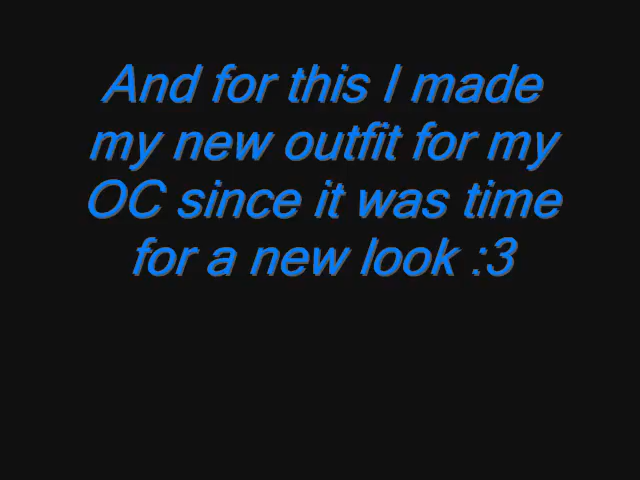 And for this I made
my new outfit for my
OC since it was time
for a new look :3